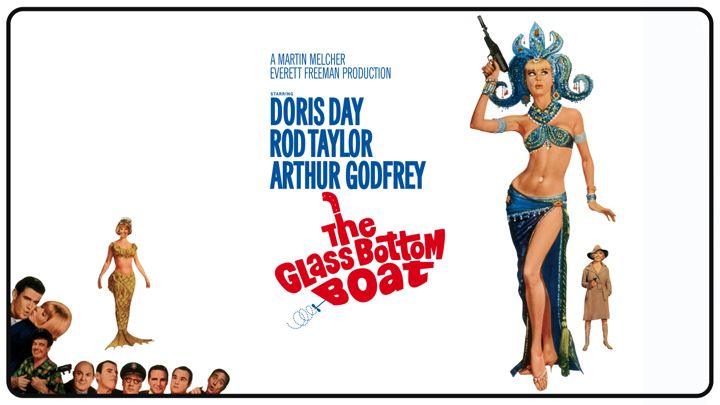 A MARTIN MELCHER
EVERETT FREEMAN PRODUCTION
STARRING
DORIS DAY
ROD TAYLOR
ARTHUR GODFREY
The
GLASS BOTTOM
BOAT